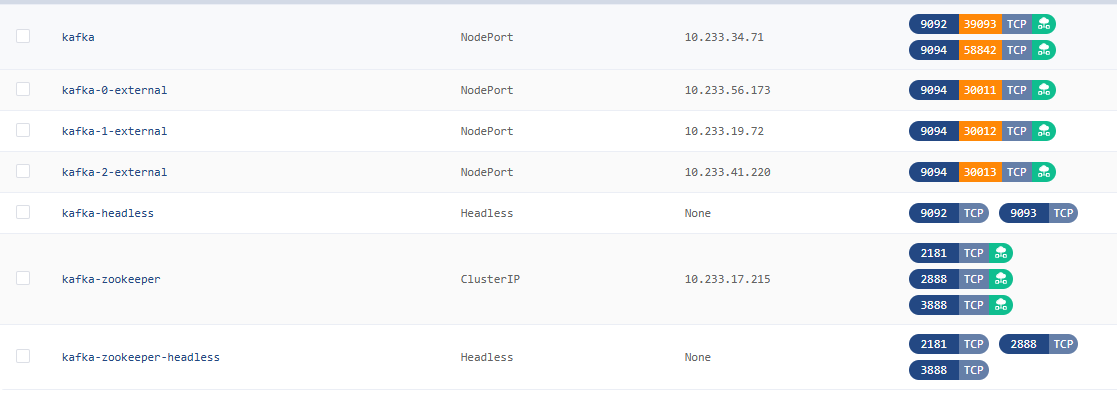 kafka NodePort 10.233.34.71 9092 39093 TCP
9094 58842 TCP
kafka-0-external NodePort 10.233.56.173 9094 30011 TCP
kafka-1-external NodePort 10.233.19.72 9094 30012 TCP
kafka-2-external NodePort 10.233.41.220 9094 30013 TCP
kafka-headless Headless None 9092 TCP 9093 TCP
kafka-zookeeper ClusterIP 10.233.17.215 2181 TCP
2888 TCP
3888 TCP
kafka-zookeeper-headless Headless None 2181 TCP 2888 TCP
3888 TCP